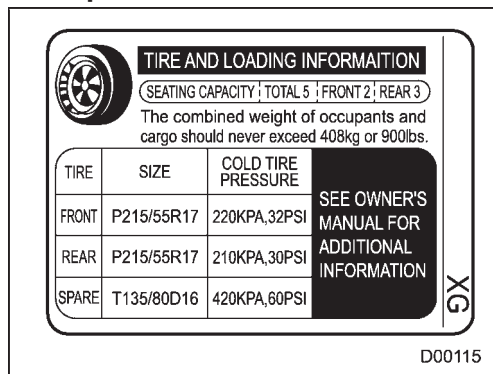 TIRE AND LOADING INFORMAITION
SEATING CAPACITY TOTAL 5 FRONT 2 REAR 3
The combined weight of occupants and
cargo should never exceed 408kg or 900lbs.
TIRE SIZE COLD TIRE PRESSURE
FRONT P215/55R17 220KPA,32PSI
REAR P215/55R17 210KPA,30PSI
SPARE T135/80D16 420KPA,60PSI
SEE OWNER'S
MANUAL FOR
ADDITIONAL
INFORMATION
XG
D00115